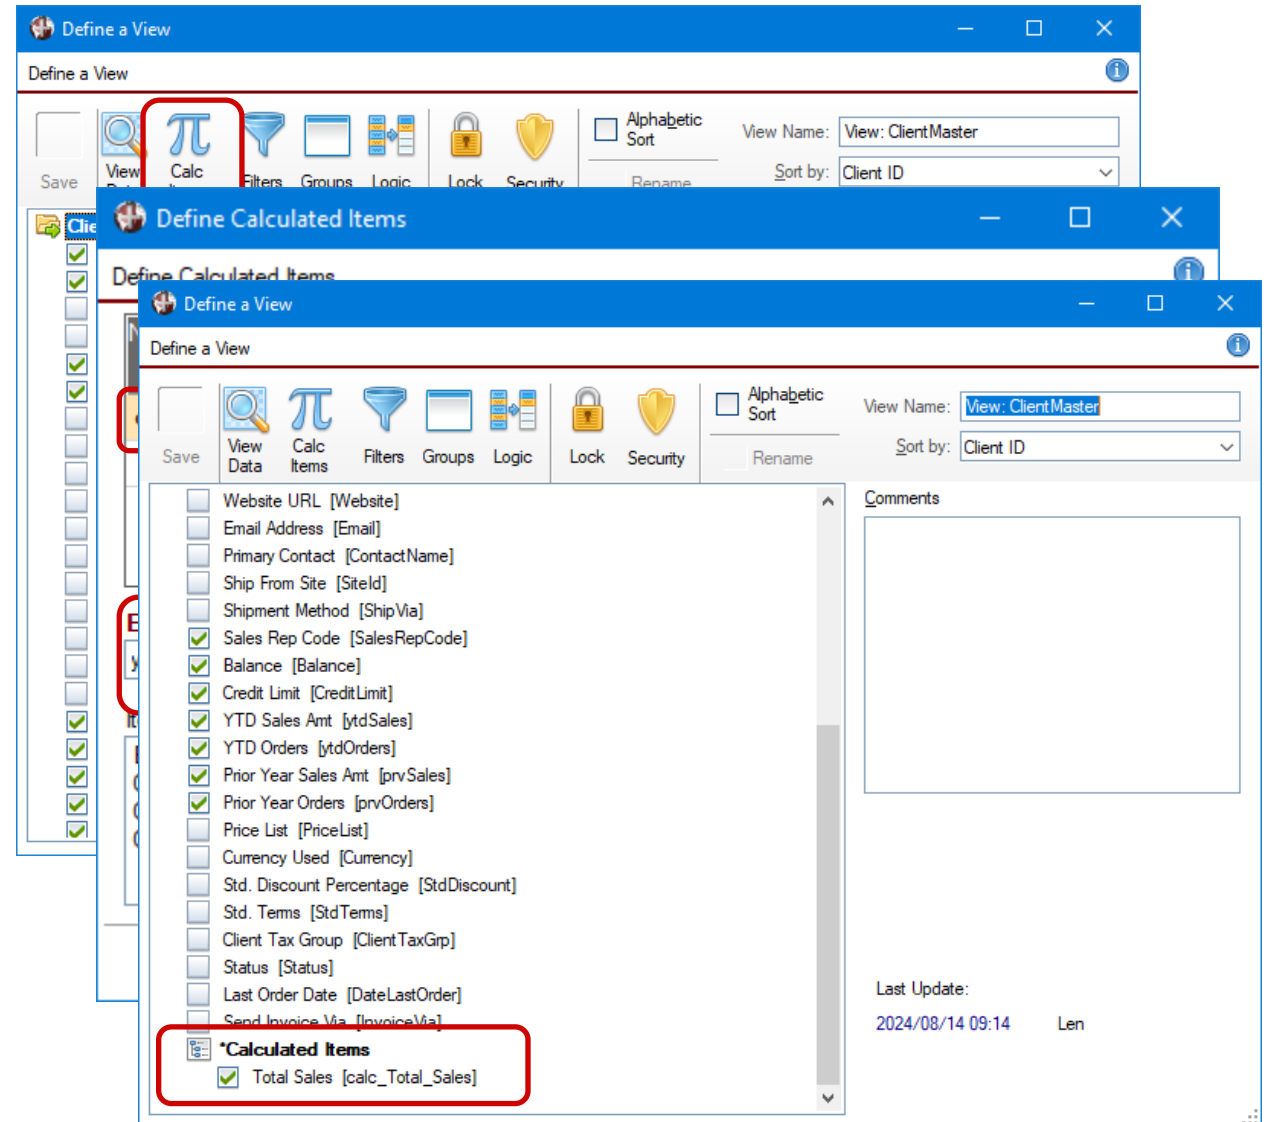 Define a View
Define a View
Save
View
Calc
Filters
Groups
Logic
Lock
Security
Alphabetic
Sort
Rename
View Name:
View: ClientMaster
Sort by:
Client ID
Define Calculated Items
Define Calculated Items
Define a View
Define a View
Save
View
Data
Calc
Items
Filters
Groups
Logic
Lock
Security
Alphabetic
Sort
Rename
View Name:
View: ClientMaster
Sort by:
Client ID
Website URL [Website]
Email Address [Email]
Primary Contact [ContactName]
Ship From Site [SiteId]
Shipment Method [ShipVia]
Sales Rep Code [SalesRepCode]
Balance [Balance]
Credit Limit [CreditLimit]
YTD Sales Amt [ytdSales]
YTD Orders [ytdOrders]
Prior Year Sales Amt [prvSales]
Prior Year Orders [prvOrders]
Price List [PriceList]
Currency Used [Currency]
Std. Discount Percentage [StdDiscount]
Std. Terms [StdTerms]
Client Tax Group [ClientTaxGrp]
Status [Status]
Last Order Date [DateLastOrder]
Send Invoice Via [InvoiceVia]
*Calculated Items
Total Sales [calc_Total_Sales]
Comments
Last Update:
2024/08/14 09:14 Len